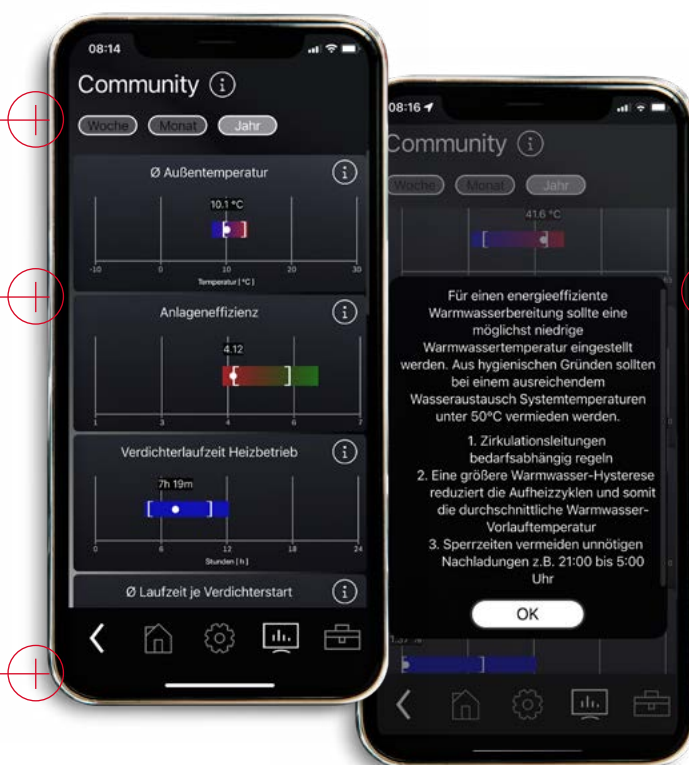 08:14
Community
Woche Monat Jahr
Ø Außentemperatur
10.1 °C
-10 0 10 20 30
Temperatur [ °C]
Anlageneffizienz
4.12
1 3 4 6 7
Verdichterlaufzeit Heizbetrieb
7h 19m
0 6 12 18 24
Stunden [ h ]
Ø Laufzeit je Verdichterstart
08:16
Community
Woche Monat Jahr
41.6 °C
Für einen energieeffiziente
Warmwasserbereitung sollte eine
möglichst niedrige
Warmwassertemperatur eingestellt
werden. Aus hygienischen Gründen sollten
bei einem ausreichendem
Wasseraustausch Systemtemperaturen
unter 50°C vermieden werden.
1. Zirkulationsleitungen
bedarfsabhängig regeln
2. Eine größere Warmwasser-Hysterese
reduziert die Aufheizzyklen und somit
die durchschnittliche Warmwasser-
Vorlauftemperatur
3. Sperrzeiten vermeiden unnötigen
Nachladungen z.B. 21:00 bis 5:00
Uhr
OK
1.37 %